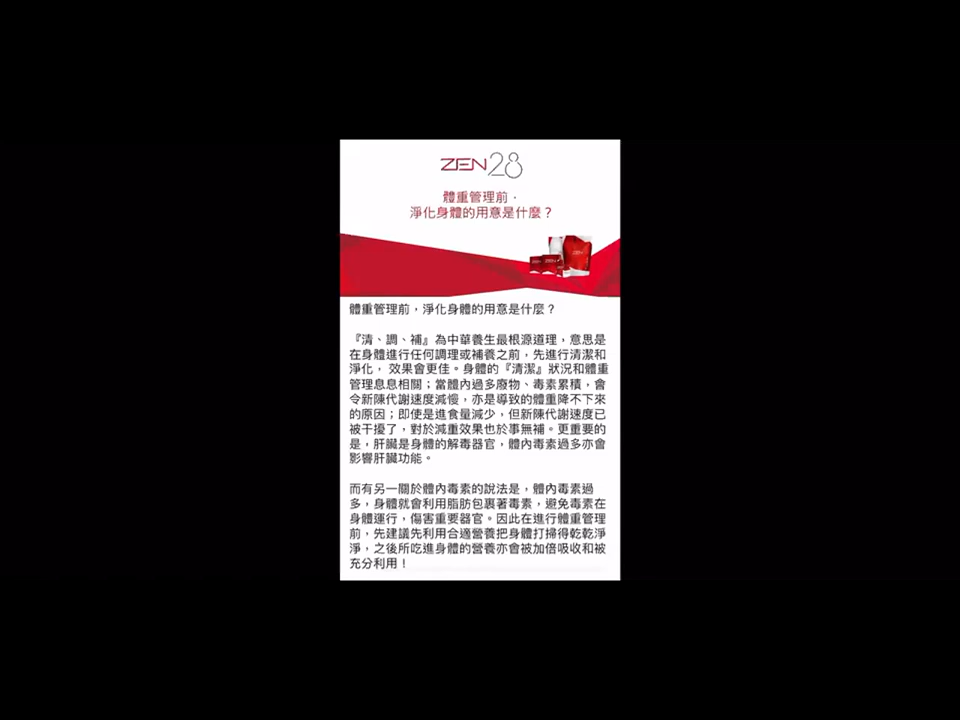 ZEN28
體重管理前，
淨化身體的用意是什麼？
ZEN
ZEN
ZEN
體重管理前，淨化身體的用意是什麼？
『清、調、補』為中華養生最根源道理，意思是
在身體進行任何調理或補養之前，先進行清潔和
淨化， 效果會更佳。身體的『清潔』狀況和體重
管理息息相關；當體內過多廢物、毒素累積，會
令新陳代謝速度減慢，亦是導致的體重降不下來
的原因；即使是進食量減少，但新陳代謝速度已
被干擾了，對於減重效果也於事無補。更重要的
是，肝臟是身體的解毒器官，體內毒素過多亦會
影響肝臟功能。
而有另一關於體內毒素的說法是，體內毒素過
多，身體就會利用脂肪包裹著毒素，避免毒素在
身體運行，傷害重要器官。因此在進行體重管理
前，先建議先利用合適營養把身體打掃得乾乾淨
淨，之後所吃進身體的營養亦會被加倍吸收和被
充分利用！